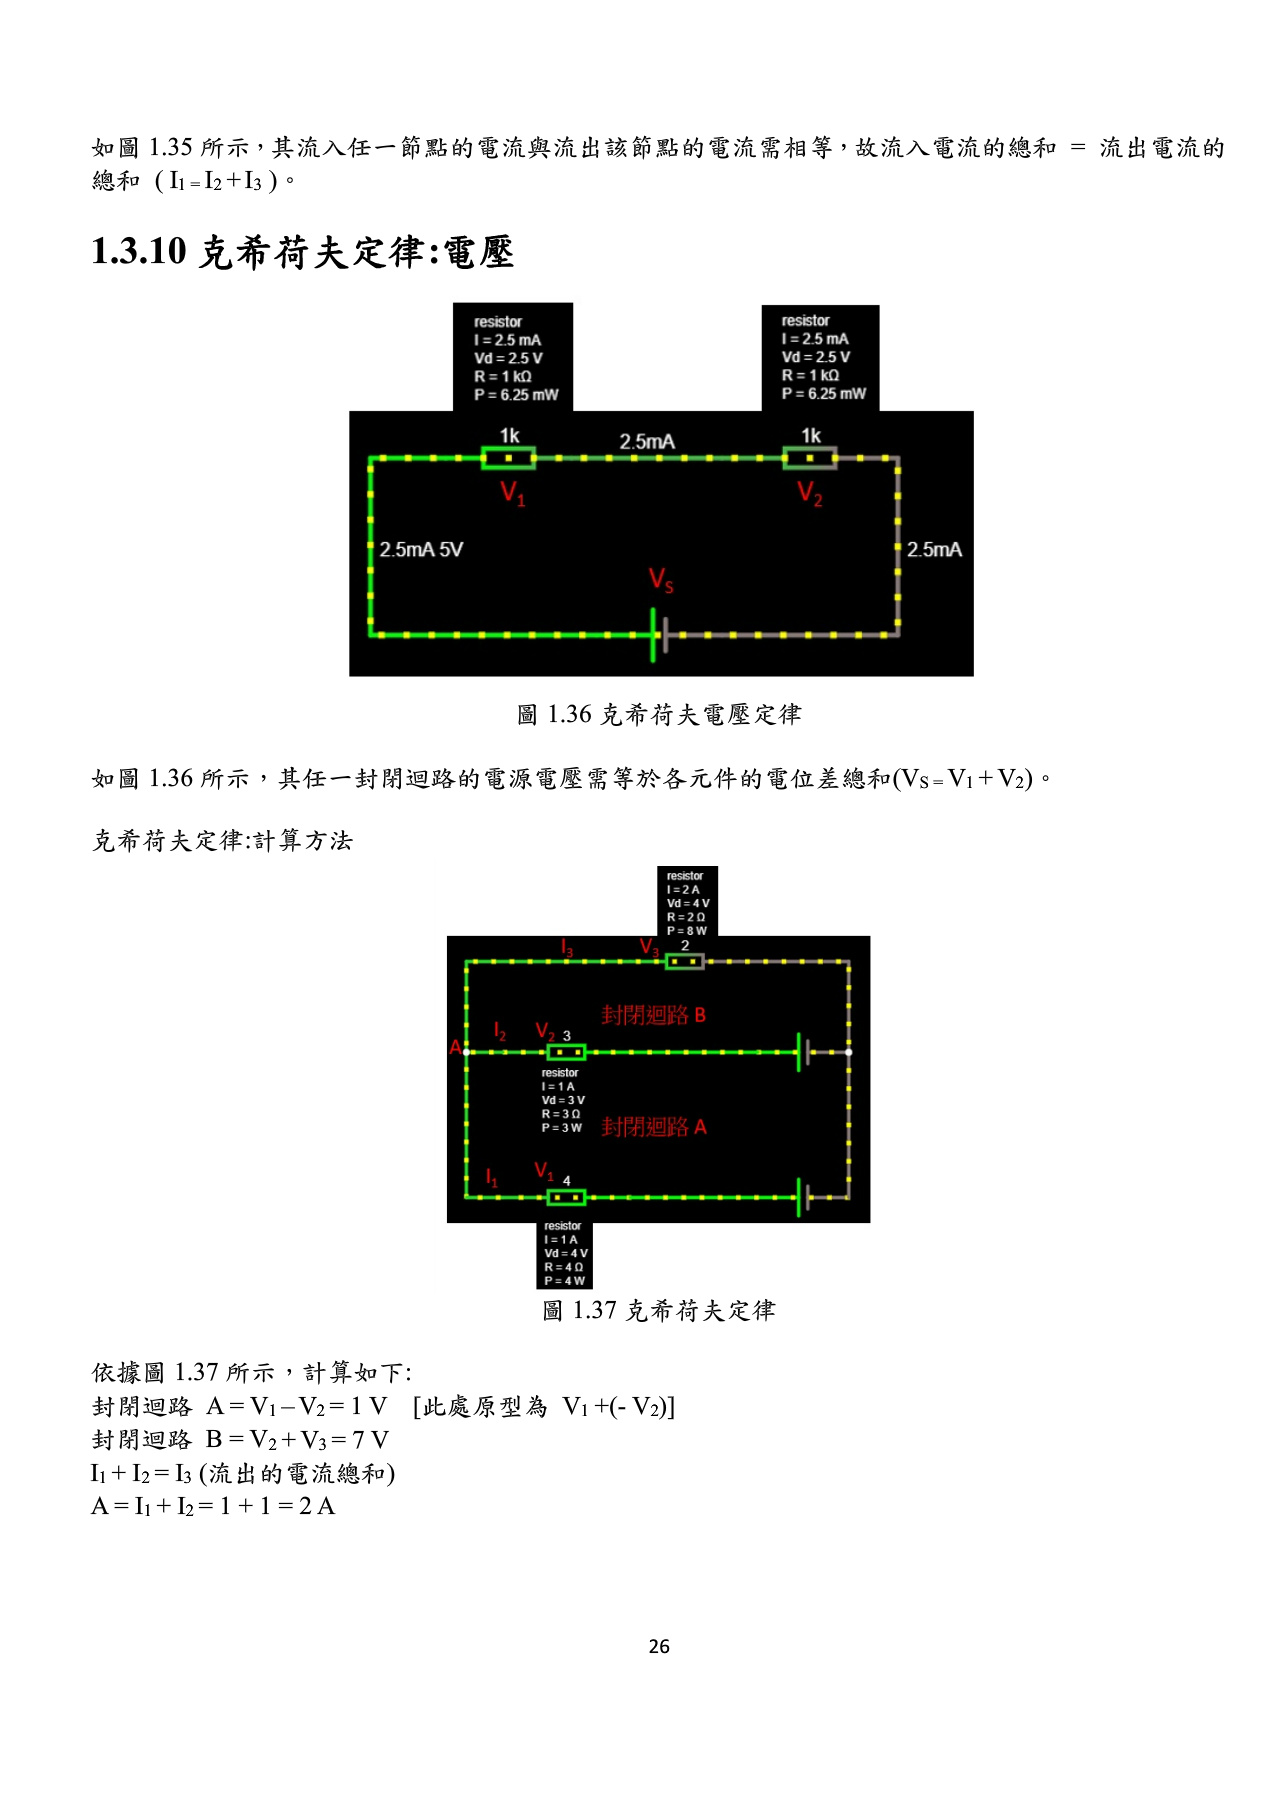 如圖 1.35 所示，其流入任一節點的電流與流出該節點的電流需相等，故流入電流的總和 = 流出電流的
總和 ( I1 = I2 + I3 )。
1.3.10 克希荷夫定律:電壓
resistor
I = 2.5 mA
Vd = 2.5 V
R = 1 kΩ
P = 6.25 mW
resistor
I = 2.5 mA
Vd = 2.5 V
R = 1 kΩ
P = 6.25 mW
1k
2.5mA
1k
V1
V2
2.5mA 5V
2.5mA
VS
圖 1.36 克希荷夫電壓定律
如圖 1.36 所示，其任一封閉迴路的電源電壓需等於各元件的電位差總和(VS = V1 + V2)。
克希荷夫定律:計算方法
resistor
I = 2 A
Vd = 4 V
R = 2 Ω
P = 8 W
I3
V3
2
封閉迴路 B
I2
V2
3
A
resistor
I = 1 A
Vd = 3 V
R = 3 Ω
P = 3 W
封閉迴路 A
I1
V1
4
resistor
I = 1 A
Vd = 4 V
R = 4 Ω
P = 4 W
圖 1.37 克希荷夫定律
依據圖 1.37 所示，計算如下:
封閉迴路 A = V1 – V2 = 1 V [此處原型為 V1 +(- V2)]
封閉迴路 B = V2 + V3 = 7 V
I1 + I2 = I3 (流出的電流總和)
A = I1 + I2 = 1 + 1 = 2 A
26